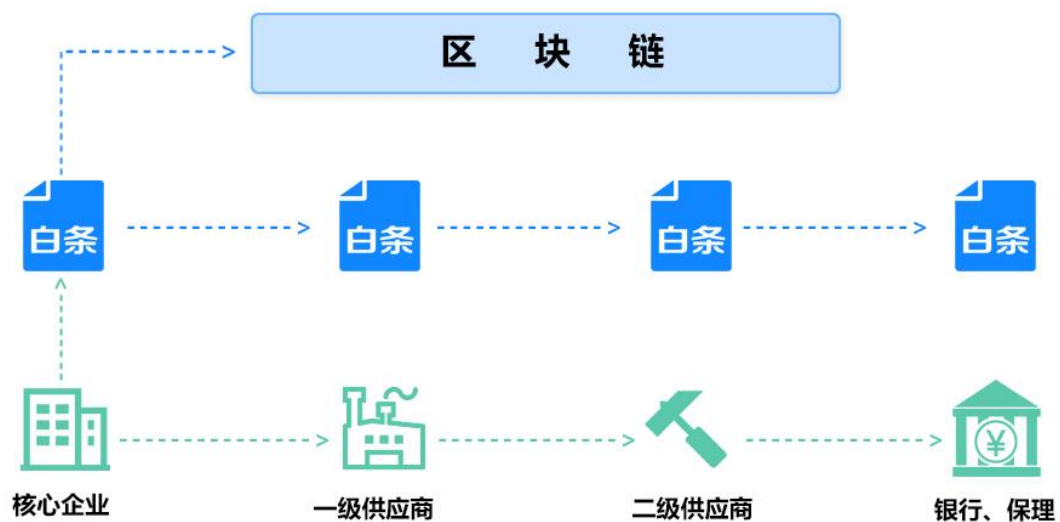 区 块 链
白条 白条 白条 白条
核心企业 一级供应商 二级供应商 银行、保理